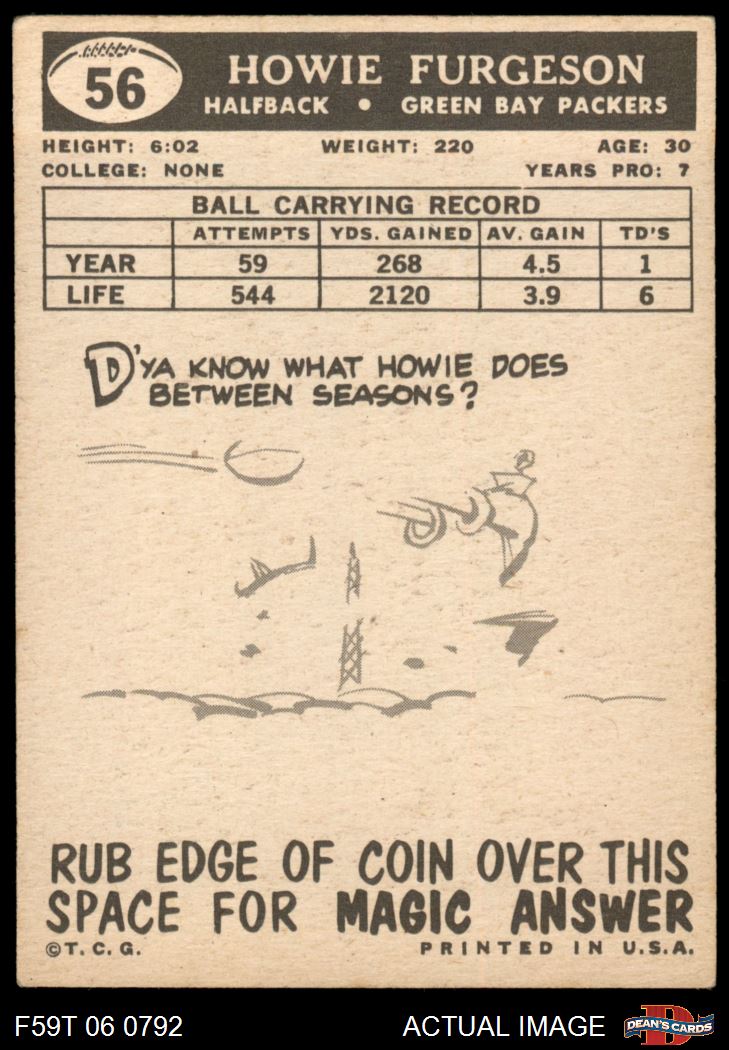 56
HOWIE FURGESON
HALFBACK • GREEN BAY PACKERS
HEIGHT: 6:02 WEIGHT: 220 AGE: 30
COLLEGE: NONE YEARS PRO: 7
BALL CARRYING RECORD
ATTEMPTS YDS. GAINED AV. GAIN TD'S
YEAR 59 268 4.5 1
LIFE 544 2120 3.9 6
D'YA KNOW WHAT HOWIE DOES
BETWEEN SEASONS?
RUB EDGE OF COIN OVER THIS
SPACE FOR MAGIC ANSWER
©T.C.G. PRINTED IN U.S.A.
F59T 06 0792 ACTUAL IMAGE D DEAN'S CARDS